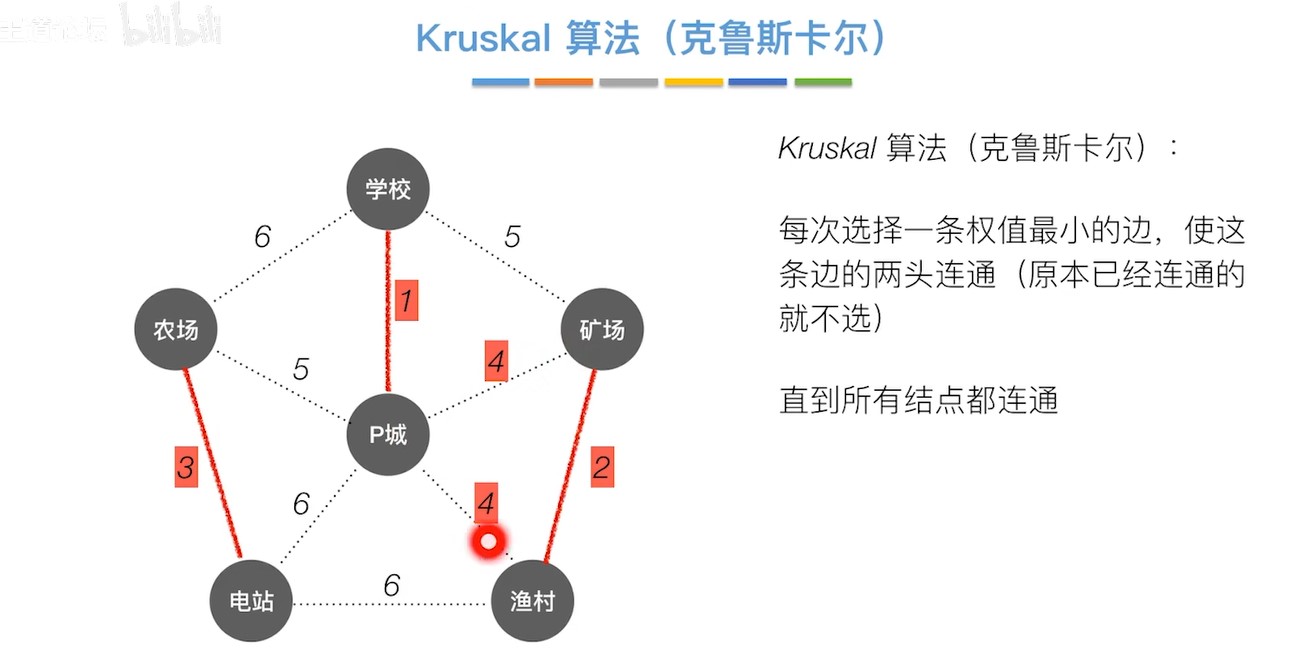 bilibili
Kruskal 算法（克鲁斯卡尔）
Kruskal 算法（克鲁斯卡尔）：
每次选择一条权值最小的边，使这
条边的两头连通（原本已经连通的
就不选）
直到所有结点都连通
学校
6
5
1
农场
矿场
5
4
P城
3
2
6
4
6
电站
渔村